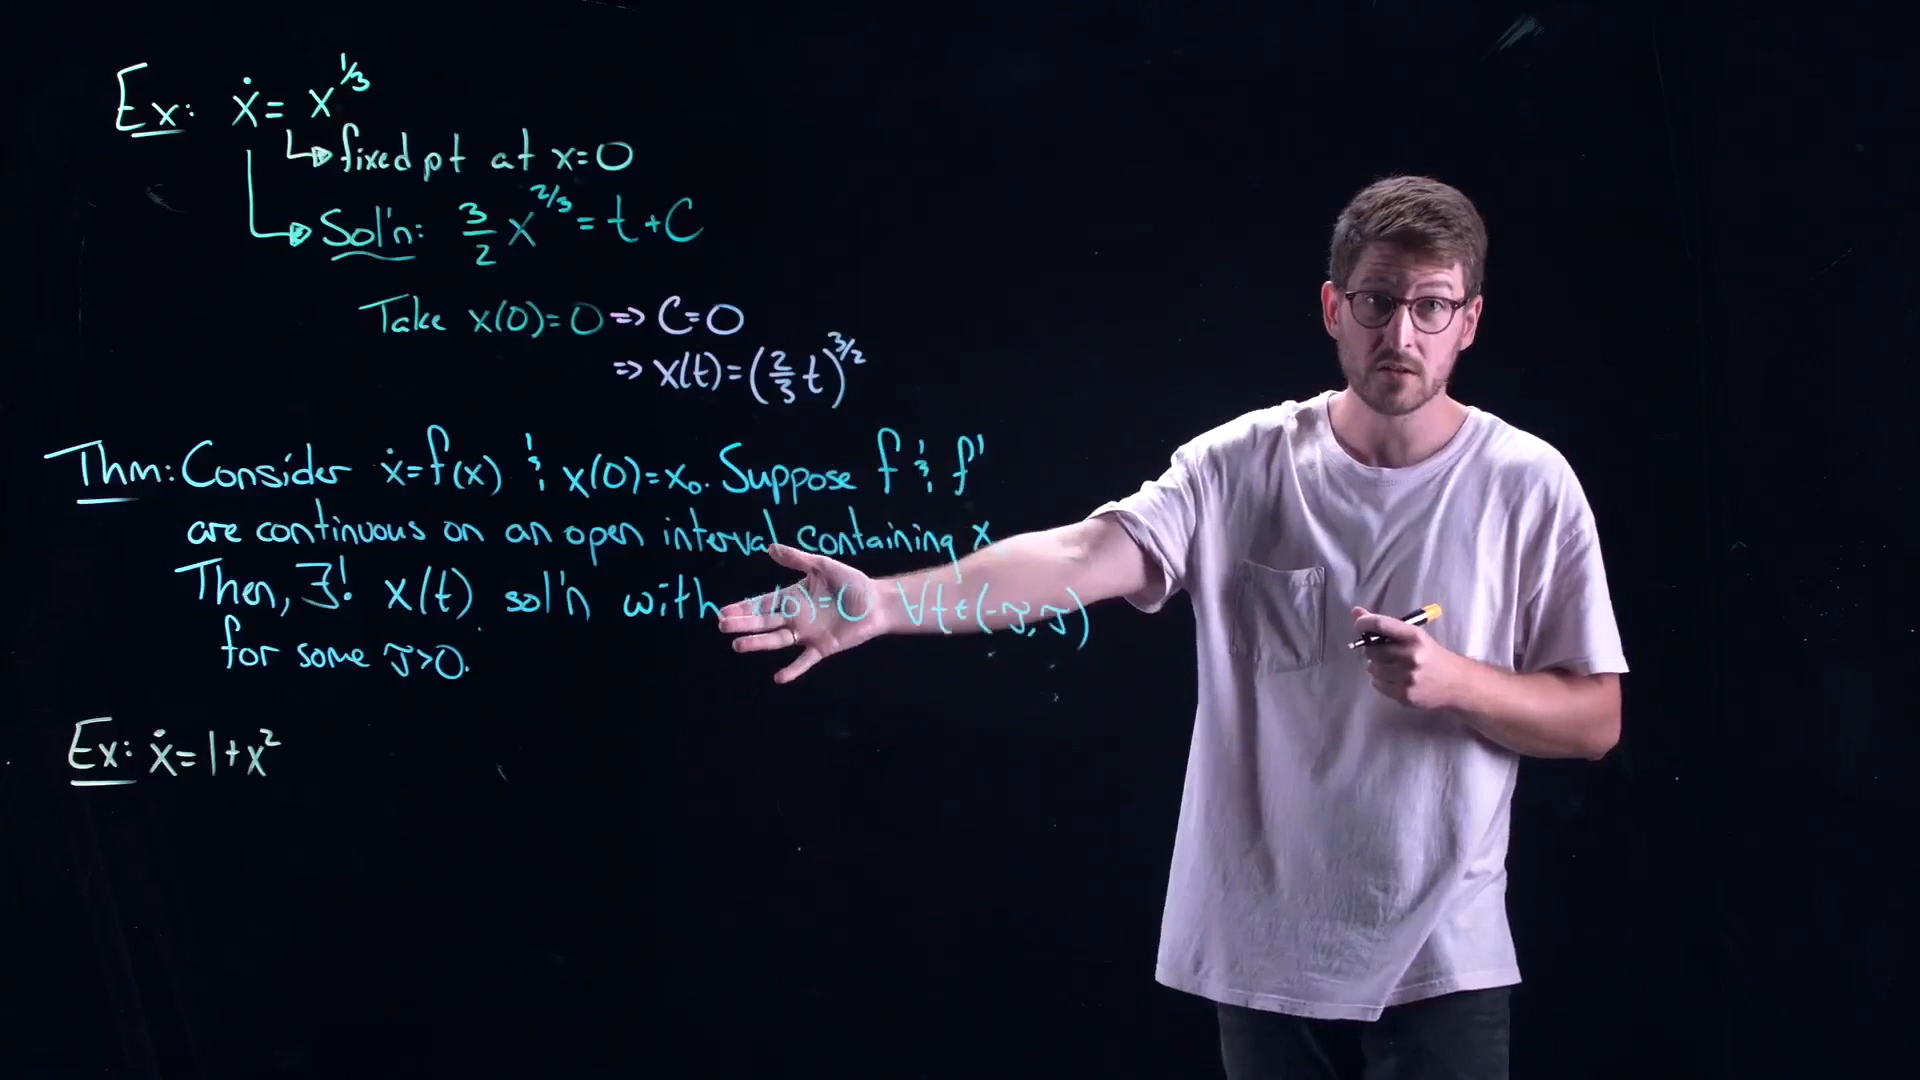 Ex: ẋ = x^{1/3}
↳ fixed pt at x=0
↳ Sol'n: 3/2 x^{2/3} = t + C
Take x(0)=0 => C=0
=> x(t) = (2/3 t)^{3/2}
Thm: Consider ẋ=f(x) & x(0)=x₀. Suppose f & f'
are continuous on an open interval containing x
Then, ∃! x(t) sol'n with x(0)=0 ∀t∈(-τ,τ)
for some τ>0.
Ex: ẋ=1+x²